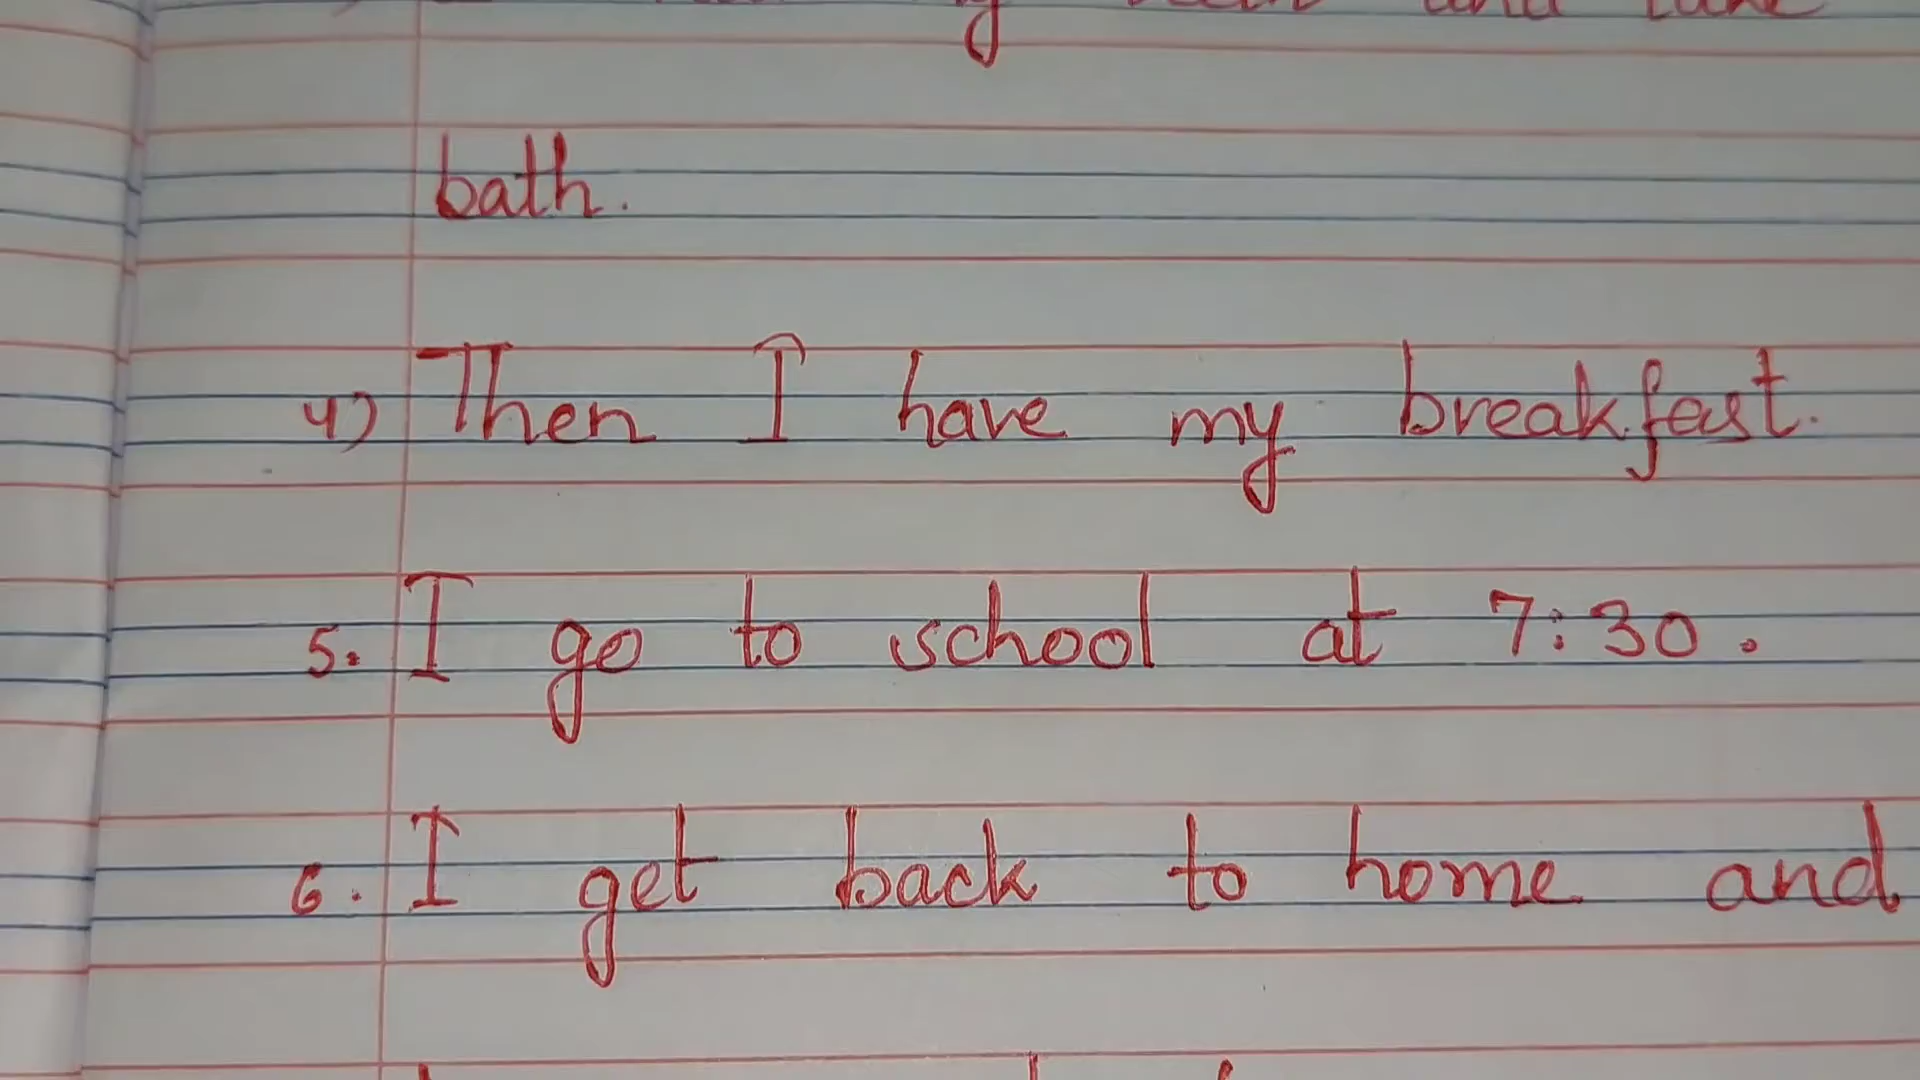 bath.
4) Then I have my breakfast.
5. I go to school at 7:30.
6. I get back to home and